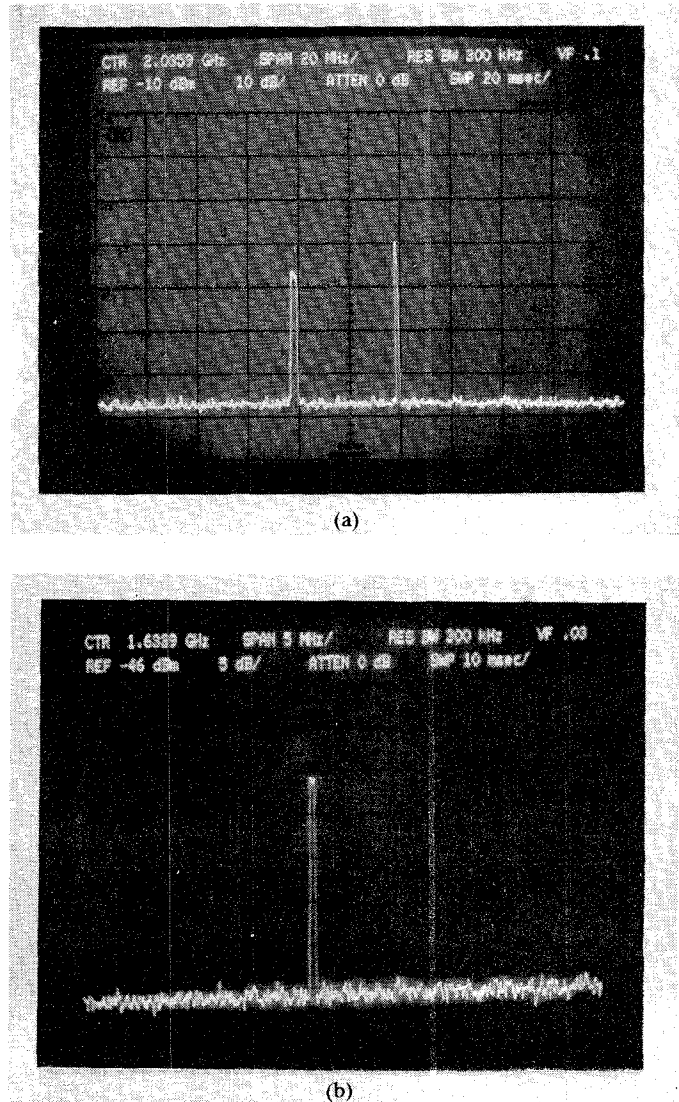 CTR 2.0359 GHz SPAN 20 MHz/ RES BW 300 kHz VF .1
REF -10 dBm 10 dB/ ATTEN 0 dB SWP 20 msec/
(a)
CTR 1.6389 GHz SPAN 5 MHz/ RES BW 300 kHz VF .03
REF -46 dBm 5 dB/ ATTEN 0 dB SWP 10 msec/
(b)